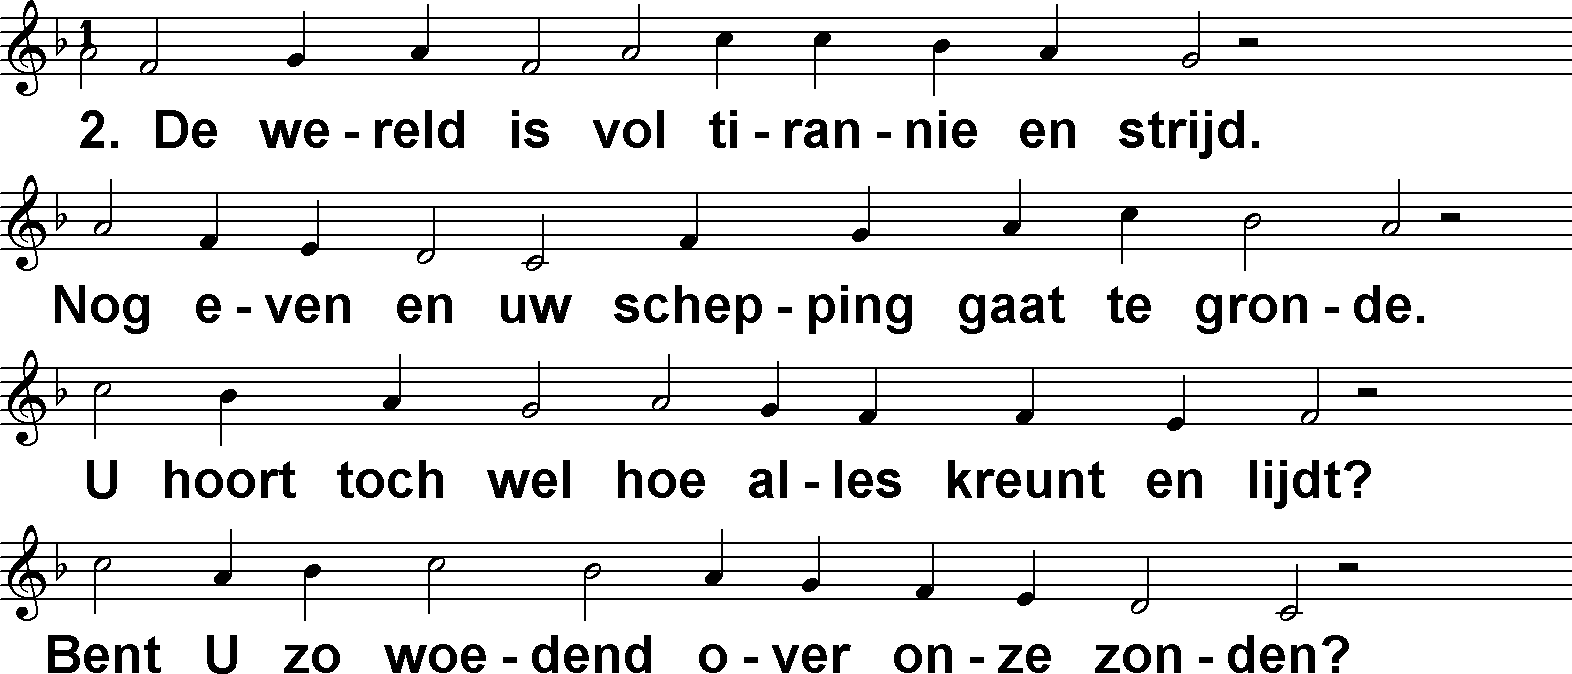 1
2. De we - reld is vol ti - ran - nie en strijd.
Nog e - ven en uw schep - ping gaat te gron - de.
U hoort toch wel hoe al - les kreunt en lijdt?
Bent U zo woe - dend o - ver on - ze zon - den?